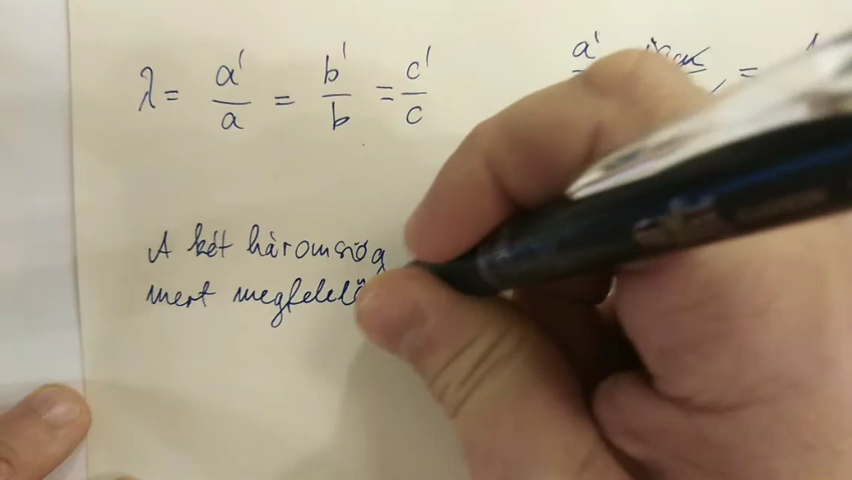 λ = a'/a = b'/b = c'/c
a' =
A két háromszög
mert megfelelő